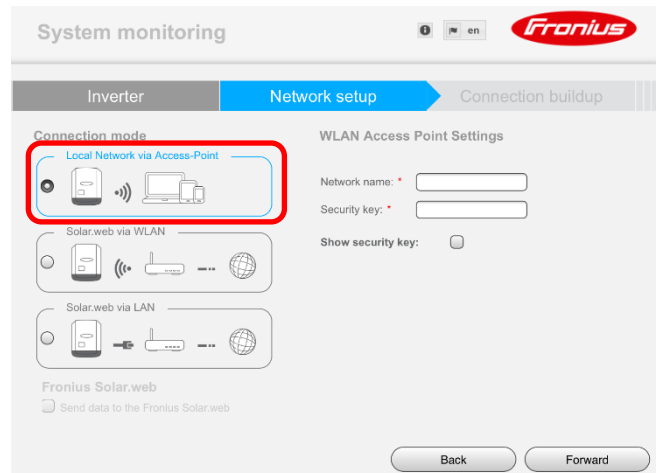 System monitoring
en
Fronius
Inverter
Network setup
Connection buildup
Connection mode
Local Network via Access-Point
Solar.web via WLAN
Solar.web via LAN
Fronius Solar.web
Send data to the Fronius Solar.web
WLAN Access Point Settings
Network name: *
Security key: *
Show security key:
Back
Forward